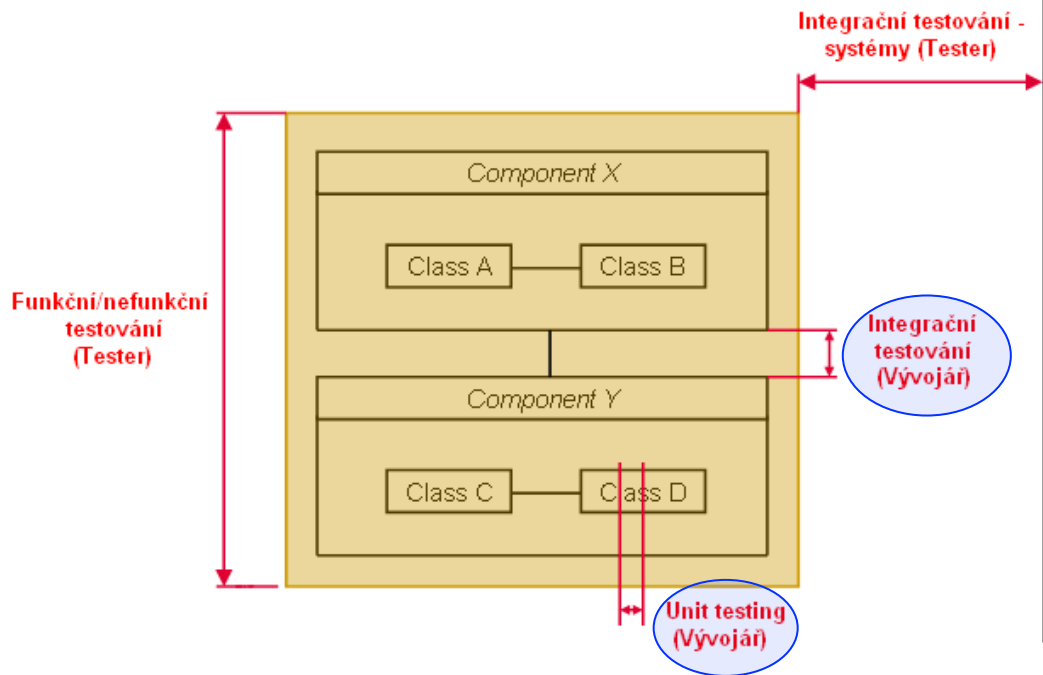 Integrační testování -
systémy (Tester)
Component X
Class A
Class B
Funkční/nefunkční
testování
(Tester)
Integrační
testování
(Vývojář)
Component Y
Class C
Class D
Unit testing
(Vývojář)